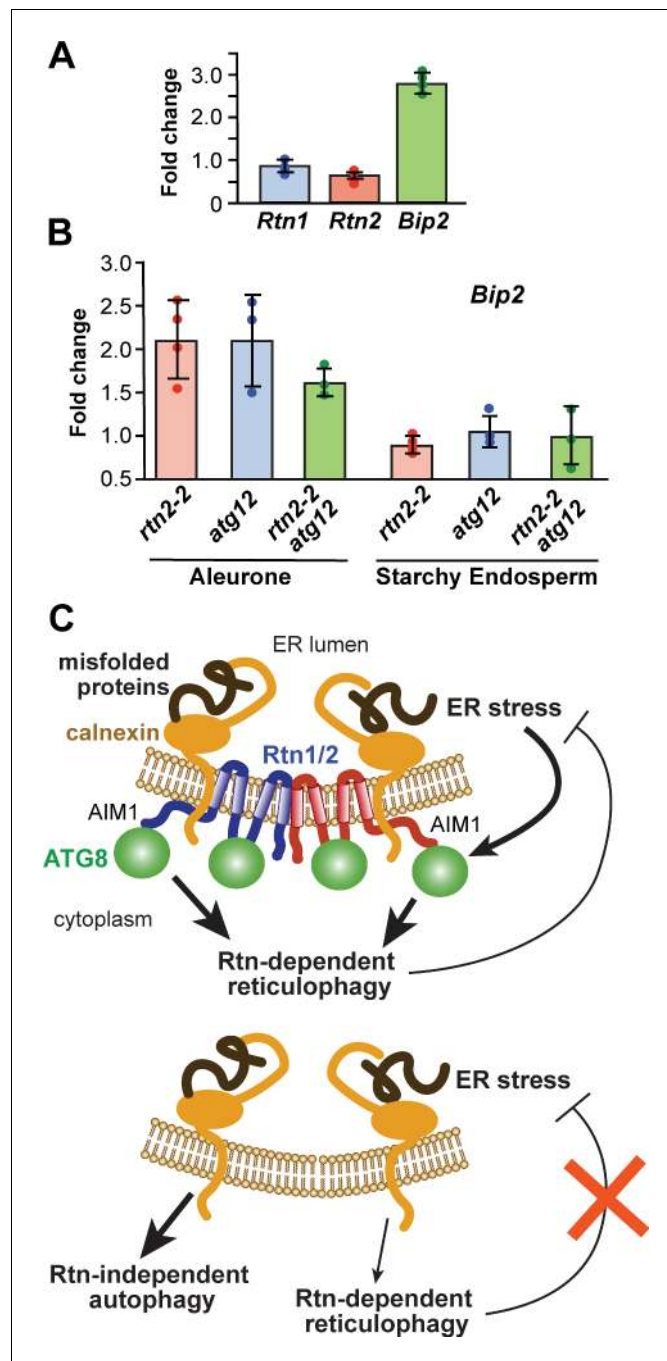 A
Fold change
3.0
2.0
1.0
0
Rtn1 Rtn2 Bip2
B
Fold change
3.0
2.5
2.0
1.5
1.0
0.5
Bip2
rtn2-2
atg12
rtn2-2
atg12
rtn2-2
atg12
rtn2-2
atg12
Aleurone
Starchy Endosperm
C
ER lumen
misfolded
proteins
ER stress
calnexin
Rtn1/2
AIM1
AIM1
ATG8
cytoplasm
Rtn-dependent
reticulophagy
ER stress
Rtn-independent
autophagy
Rtn-dependent
reticulophagy